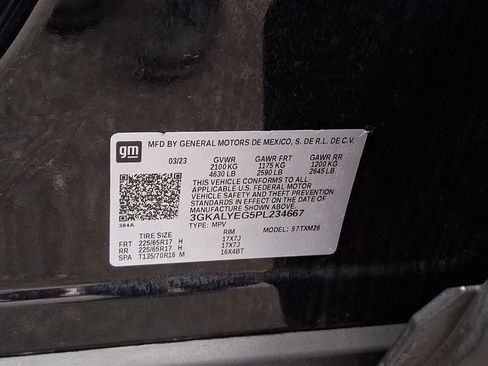 gm
MFD BY GENERAL MOTORS DE MEXICO, S. DE R.L. DE C.V.
03/23 GVWR GAWR FRT GAWR RR
2100 KG 1175 KG 1200 KG
4630 LB 2590 LB 2645 LB
THIS VEHICLE CONFORMS TO ALL APPLICABLE
U.S. FEDERAL MOTOR
VEHICLE SAFETY AND THEFT PREVENTION
STANDARDS IN EFFECT ON THE DATE OF
MANUFACTURE SHOWN ABOVE.
3GKALYEG5PL234667
TYPE: MPV MODEL: 57TXM26
384A
TIRE SIZE RIM
FRT 225/65R17 H 17X7J
RR 225/65R17 H 17X7J
SPA T135/70R16 M 16X4BT